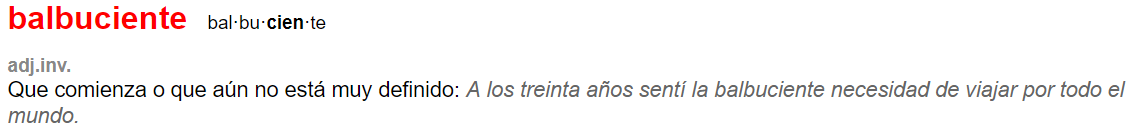 balbuciente bal·bu·cien·te
adj.inv.
Que comienza o que aún no está muy definido: A los treinta años sentí la balbuciente necesidad de viajar por todo el
mundo.